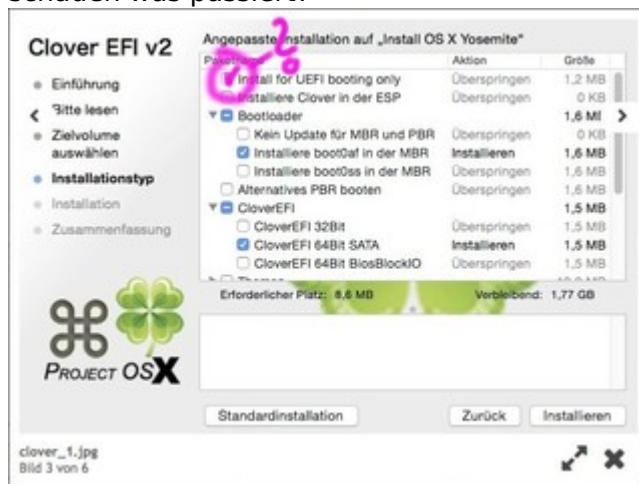 schauen was passiert.
Clover EFI v2
Angepasste Installation auf „Install OS X Yosemite"
Einführung
Bitte lesen
Zielvolume
auswählen
Installationstyp
Installation
Zusammenfassung
Aktion Größe
Install for UEFI booting only Überspringen 1,2 MB
Installiere Clover in der ESP Überspringen 0 KB
Bootloader 1,6 MI
Kein Update für MBR und PBR Überspringen 0 KB
Installiere boot0af in der MBR Installieren 1,6 MB
Installiere boot0ss in der MBR Überspringen 1,6 MB
Alternatives PBR booten Überspringen 1,6 MB
CloverEFI 1,5 MB
CloverEFI 32Bit Überspringen 1,5 MB
CloverEFI 64Bit SATA Installieren 1,5 MB
CloverEFI 64Bit BiosBlockIO Überspringen 1,5 MB
Erforderlicher Platz: 8,6 MB Verbleibend: 1,77 GB
PROJECT OSX
Standardinstallation Zurück Installieren
clover_1.jpg
Bild 3 von 6